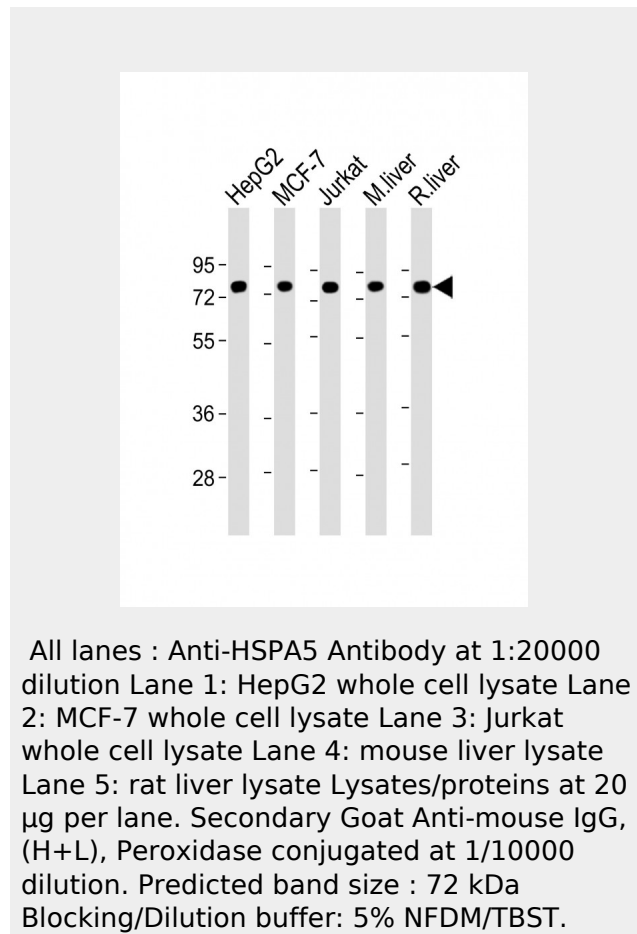 HepG2 MCF-7 Jurkat M.liver R.liver
95
72
55
36
28
All lanes : Anti-HSPA5 Antibody at 1:20000
dilution Lane 1: HepG2 whole cell lysate Lane
2: MCF-7 whole cell lysate Lane 3: Jurkat
whole cell lysate Lane 4: mouse liver lysate
Lane 5: rat liver lysate Lysates/proteins at 20
µg per lane. Secondary Goat Anti-mouse IgG,
(H+L), Peroxidase conjugated at 1/10000
dilution. Predicted band size : 72 kDa
Blocking/Dilution buffer: 5% NFDM/TBST.